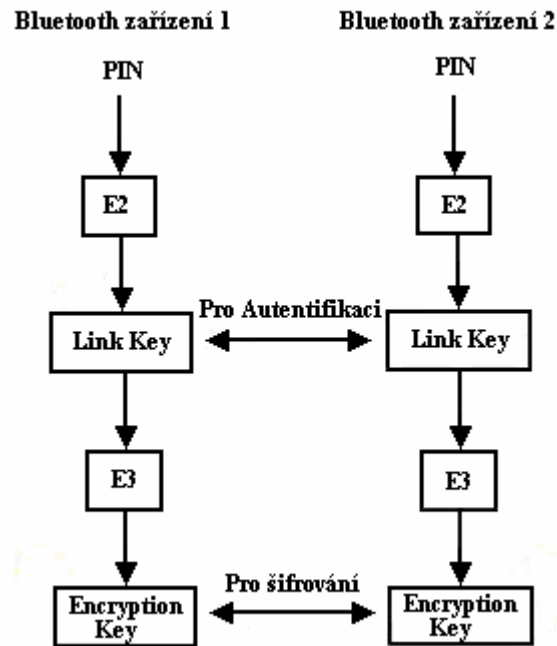 Bluetooth zařízení 1 Bluetooth zařízení 2
PIN PIN
E2 E2
Pro Autentifikaci
Link Key Link Key
E3 E3
Pro šifrování
Encryption Encryption
Key Key